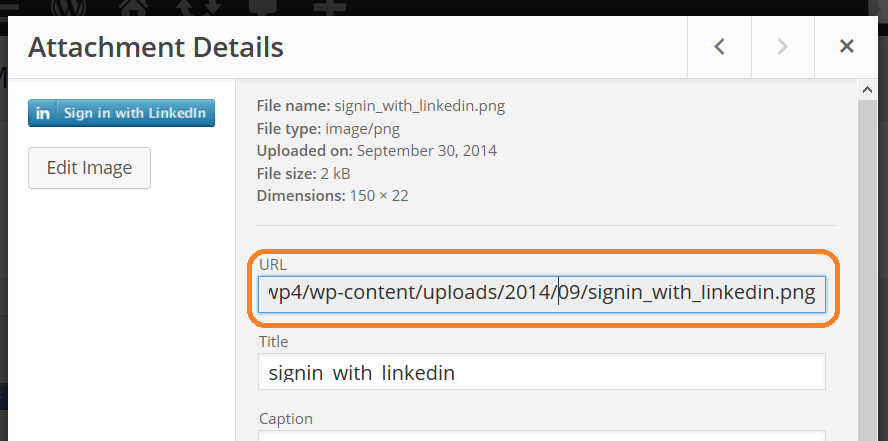 Attachment Details
in Sign in with LinkedIn
Edit Image
File name: signin_with_linkedin.png
File type: image/png
Uploaded on: September 30, 2014
File size: 2 kB
Dimensions: 150 × 22
URL
wp4/wp-content/uploads/2014/09/signin_with_linkedin.png
Title
signin_with_linkedin
Caption